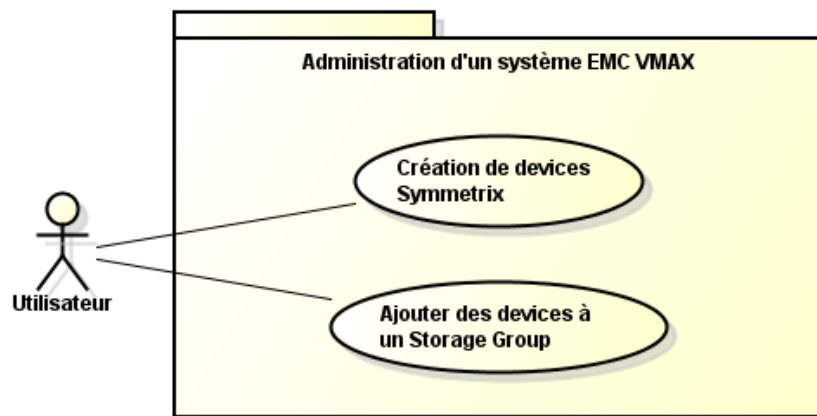 Administration d'un système EMC VMAX
Création de devices
Symmetrix
Utilisateur
Ajouter des devices à
un Storage Group